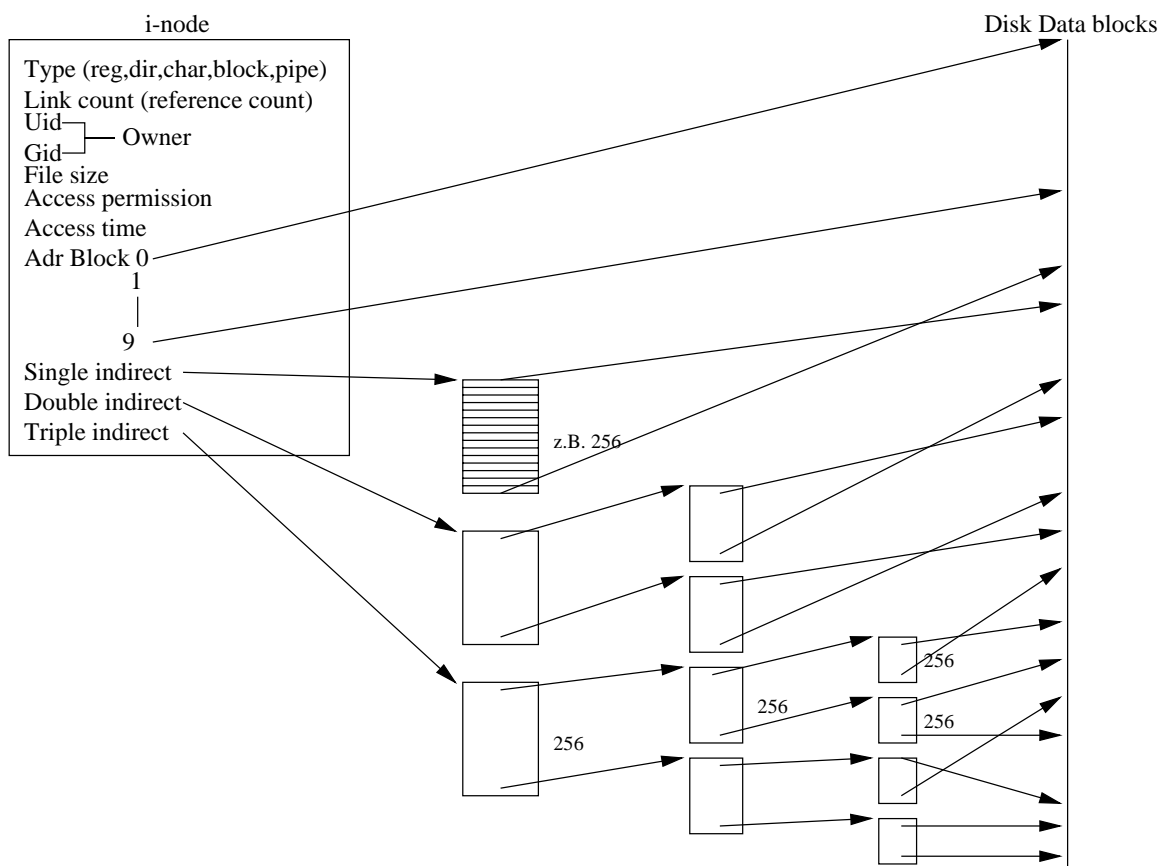 i-node
Disk Data blocks
Type (reg,dir,char,block,pipe)
Link count (reference count)
Uid
Owner
Gid
File size
Access permission
Access time
Adr Block 0
1
9
Single indirect
Double indirect
Triple indirect
z.B. 256
256
256
256
256